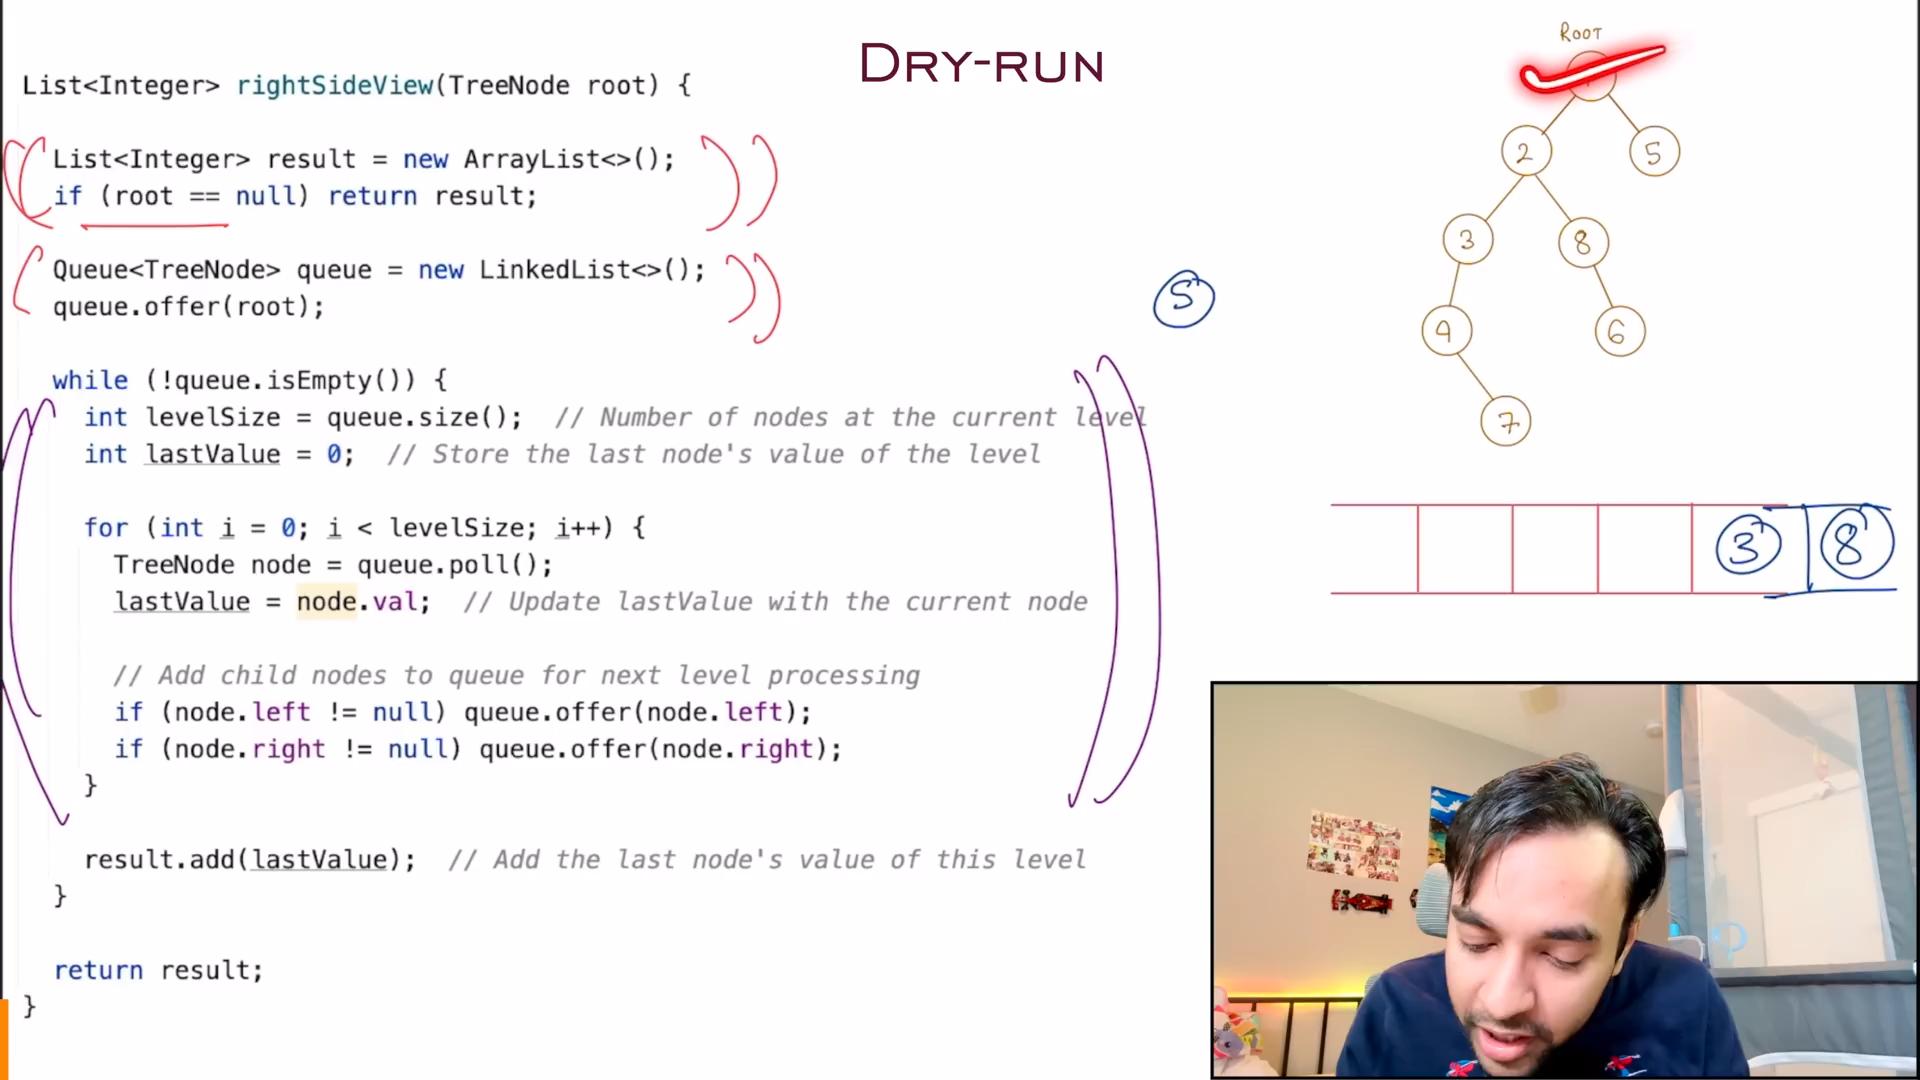 DRY-RUN
List<Integer> rightSideView(TreeNode root) {
List<Integer> result = new ArrayList<>();
if (root == null) return result;
Queue<TreeNode> queue = new LinkedList<>();
queue.offer(root);
while (!queue.isEmpty()) {
int levelSize = queue.size();  // Number of nodes at the current level
int lastValue = 0;  // Store the last node's value of the level
for (int i = 0; i < levelSize; i++) {
TreeNode node = queue.poll();
lastValue = node.val;  // Update lastValue with the current node
// Add child nodes to queue for next level processing
if (node.left != null) queue.offer(node.left);
if (node.right != null) queue.offer(node.right);
}
result.add(lastValue);  // Add the last node's value of this level
}
return result;
}
ROOT
2 5
3 8
4 6
7
5
3 8